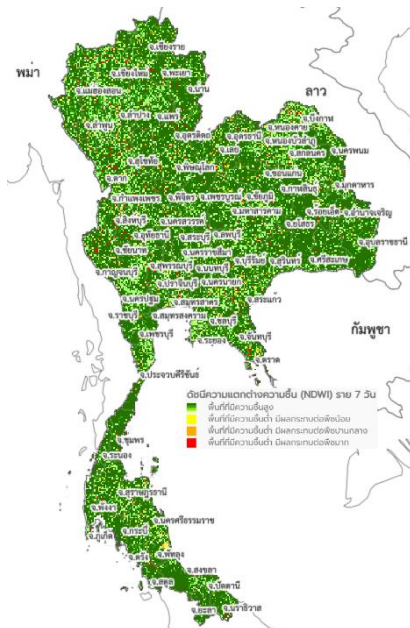 จ.เชียงราย
พม่า
จ.เชียงใหม่
จ.พะเยา
จ.น่าน
จ.แม่ฮ่องสอน
ลาว
จ.ลำปาง
จ.แพร่
จ.บึงกาฬ
จ.ลำพูน
จ.หนองคาย
จ.อุตรดิตถ์
จ.อุดรธานี
จ.หนองบัวลำภู
จ.เลย
จ.สกลนคร
จ.นครพนม
จ.สุโขทัย
จ.พิษณุโลก
จ.ขอนแก่น
จ.ตาก
จ.กาฬสินธุ์
จ.มุกดาหาร
จ.กำแพงเพชร
จ.พิจิตร
จ.เพชรบูรณ์
จ.ชัยภูมิ
จ.มหาสารคาม
จ.ร้อยเอ็ด
จ.อำนาจเจริญ
จ.สิงห์บุรี
จ.นครสวรรค์
จ.ยโสธร
จ.อุทัยธานี
จ.สระบุรี
จ.ลพบุรี
จ.อุบลราชธานี
จ.ชัยนาท
จ.นครราชสีมา
จ.บุรีรัมย์
จ.สุรินทร์
จ.ศรีสะเกษ
จ.สุพรรณบุรี
จ.นนทบุรี
จ.กาญจนบุรี
จ.ปราจีนบุรี
จ.นครนายก
จ.นครปฐม
จ.สมุทรสาคร
จ.สระแก้ว
จ.ราชบุรี
จ.สมุทรสงคราม
จ.ชลบุรี
กัมพูชา
จ.เพชรบุรี
จ.ระยอง
จ.จันทบุรี
จ.ตราด
จ.ประจวบคีรีขันธ์
ดัชนีความแตกต่างความชื้น (NDWI) ราย 7 วัน
พื้นที่ที่มีความชื้นสูง
พื้นที่ที่มีความชื้นต่ำ มีผลกระทบต่อพืชน้อย
พื้นที่ที่มีความชื้นต่ำ มีผลกระทบต่อพืชปานกลาง
พื้นที่ที่มีความชื้นต่ำ มีผลกระทบต่อพืชมาก
จ.ชุมพร
จ.ระนอง
จ.สุราษฎร์ธานี
จ.พังงา
จ.นครศรีธรรมราช
จ.ภูเก็ต
จ.กระบี่
จ.ตรัง
จ.พัทลุง
จ.สงขลา
จ.สตูล
จ.ปัตตานี
จ.ยะลา
จ.นราธิวาส